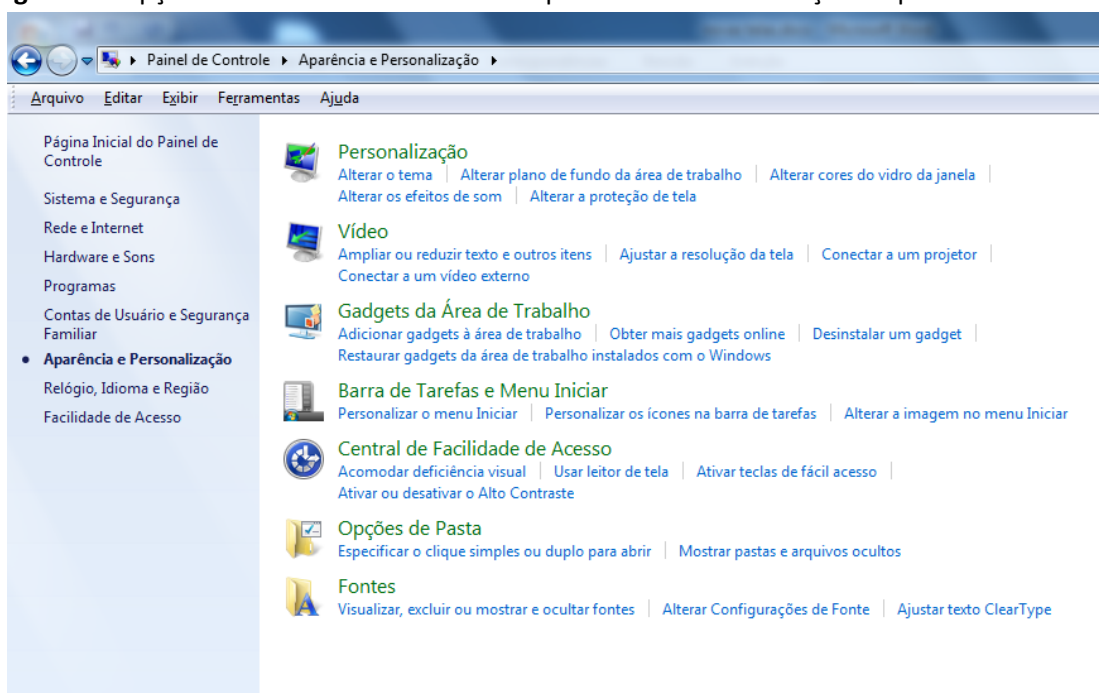 Painel de Controle ▸ Aparência e Personalização ▸
Arquivo Editar Exibir Ferramentas Ajuda
Página Inicial do Painel de
Controle
Sistema e Segurança
Rede e Internet
Hardware e Sons
Programas
Contas de Usuário e Segurança
Familiar
Aparência e Personalização
Relógio, Idioma e Região
Facilidade de Acesso
Personalização
Alterar o tema | Alterar plano de fundo da área de trabalho | Alterar cores do vidro da janela |
Alterar os efeitos de som | Alterar a proteção de tela
Vídeo
Ampliar ou reduzir texto e outros itens | Ajustar a resolução da tela | Conectar a um projetor |
Conectar a um vídeo externo
Gadgets da Área de Trabalho
Adicionar gadgets à área de trabalho | Obter mais gadgets online | Desinstalar um gadget |
Restaurar gadgets da área de trabalho instalados com o Windows
Barra de Tarefas e Menu Iniciar
Personalizar o menu Iniciar | Personalizar os ícones na barra de tarefas | Alterar a imagem no menu Iniciar
Central de Facilidade de Acesso
Acomodar deficiência visual | Usar leitor de tela | Ativar teclas de fácil acesso |
Ativar ou desativar o Alto Contraste
Opções de Pasta
Especificar o clique simples ou duplo para abrir | Mostrar pastas e arquivos ocultos
Fontes
Visualizar, excluir ou mostrar e ocultar fontes | Alterar Configurações de Fonte | Ajustar texto ClearType